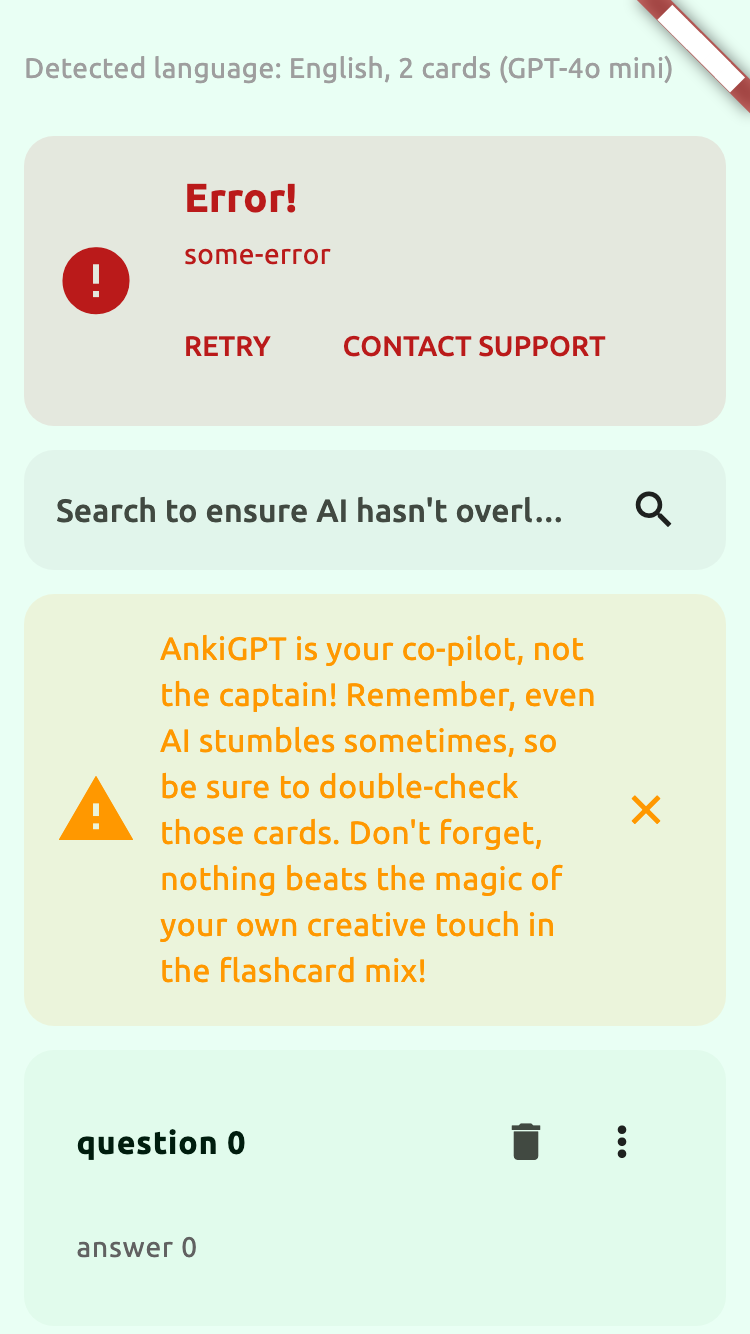 Detected language: English, 2 cards (GPT-4o mini)
Error!
some-error
RETRY CONTACT SUPPORT
Search to ensure AI hasn't overl...
AnkiGPT is your co-pilot, not
the captain! Remember, even
AI stumbles sometimes, so
be sure to double-check
those cards. Don't forget,
nothing beats the magic of
your own creative touch in
the flashcard mix!
question 0
answer 0